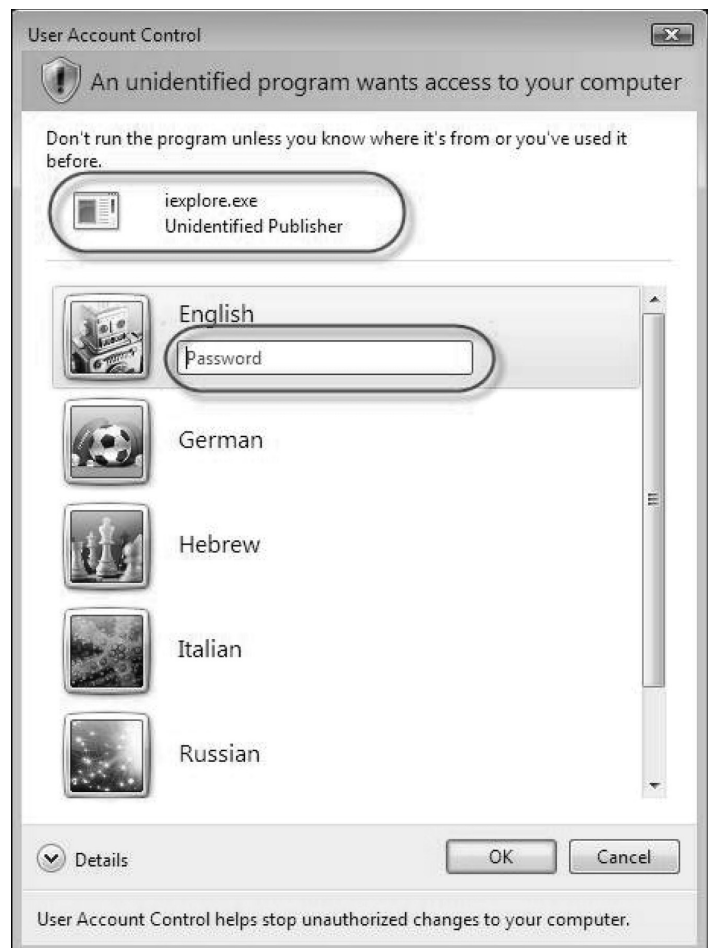 User Account Control
An unidentified program wants access to your computer
Don't run the program unless you know where it's from or you've used it
before.
iexplore.exe
Unidentified Publisher
English
Password
German
Hebrew
Italian
Russian
Details
OK
Cancel
User Account Control helps stop unauthorized changes to your computer.